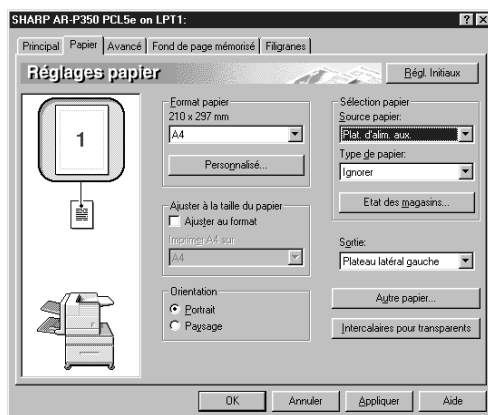 SHARP AR-P350 PCL5e on LPT1:
Principal Papier Avancé Fond de page mémorisé Filigranes
Réglages papier
Régl. Initiaux
1
Format papier
210 x 297 mm
A4
Personnalisé...
Ajuster à la taille du papier
Ajuster au format
Imprimer A4 sur
A4
Orientation
Portrait
Paysage
Sélection papier
Source papier:
Plat. d'alim. aux.
Type de papier:
Ignorer
Etat des magasins...
Sortie:
Plateau latéral gauche
Autre papier...
Intercalaires pour transparents
OK Annuler Appliquer Aide